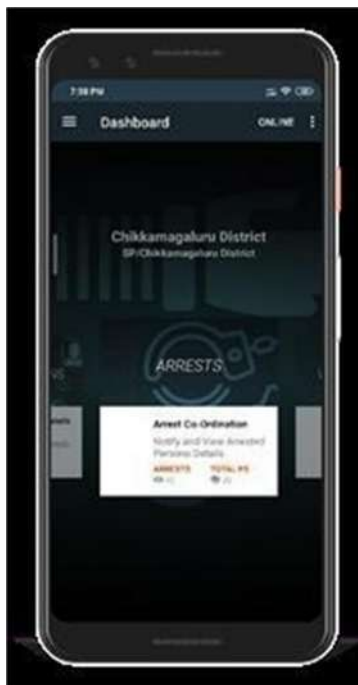 7:58 PM
Dashboard
ONLINE
Chikkamagaluru District
SP/Chikkamagaluru District
ARRESTS
Arrest Co-Ordination
Notify and View Arrested
Persons Details
ARRESTS TOTAL PS